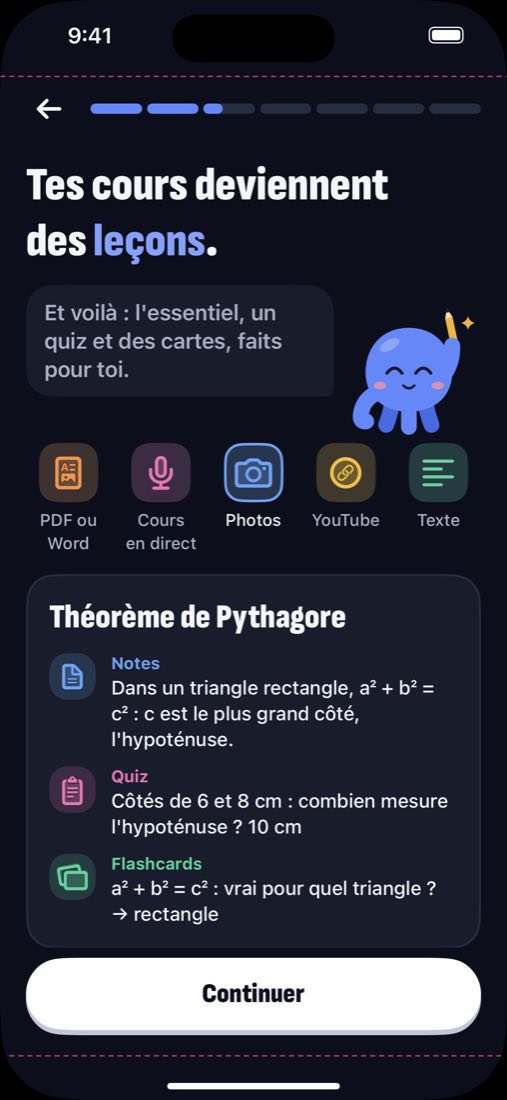 9:41
Tes cours deviennent
des leçons.
Et voilà : l'essentiel, un
quiz et des cartes, faits
pour toi.
PDF ou
Word
Cours
en direct
Photos
YouTube
Texte
Théorème de Pythagore
Notes
Dans un triangle rectangle, a² + b² =
c² : c est le plus grand côté,
l'hypoténuse.
Quiz
Côtés de 6 et 8 cm : combien mesure
l'hypoténuse ? 10 cm
Flashcards
a² + b² = c² : vrai pour quel triangle ?
→ rectangle
Continuer